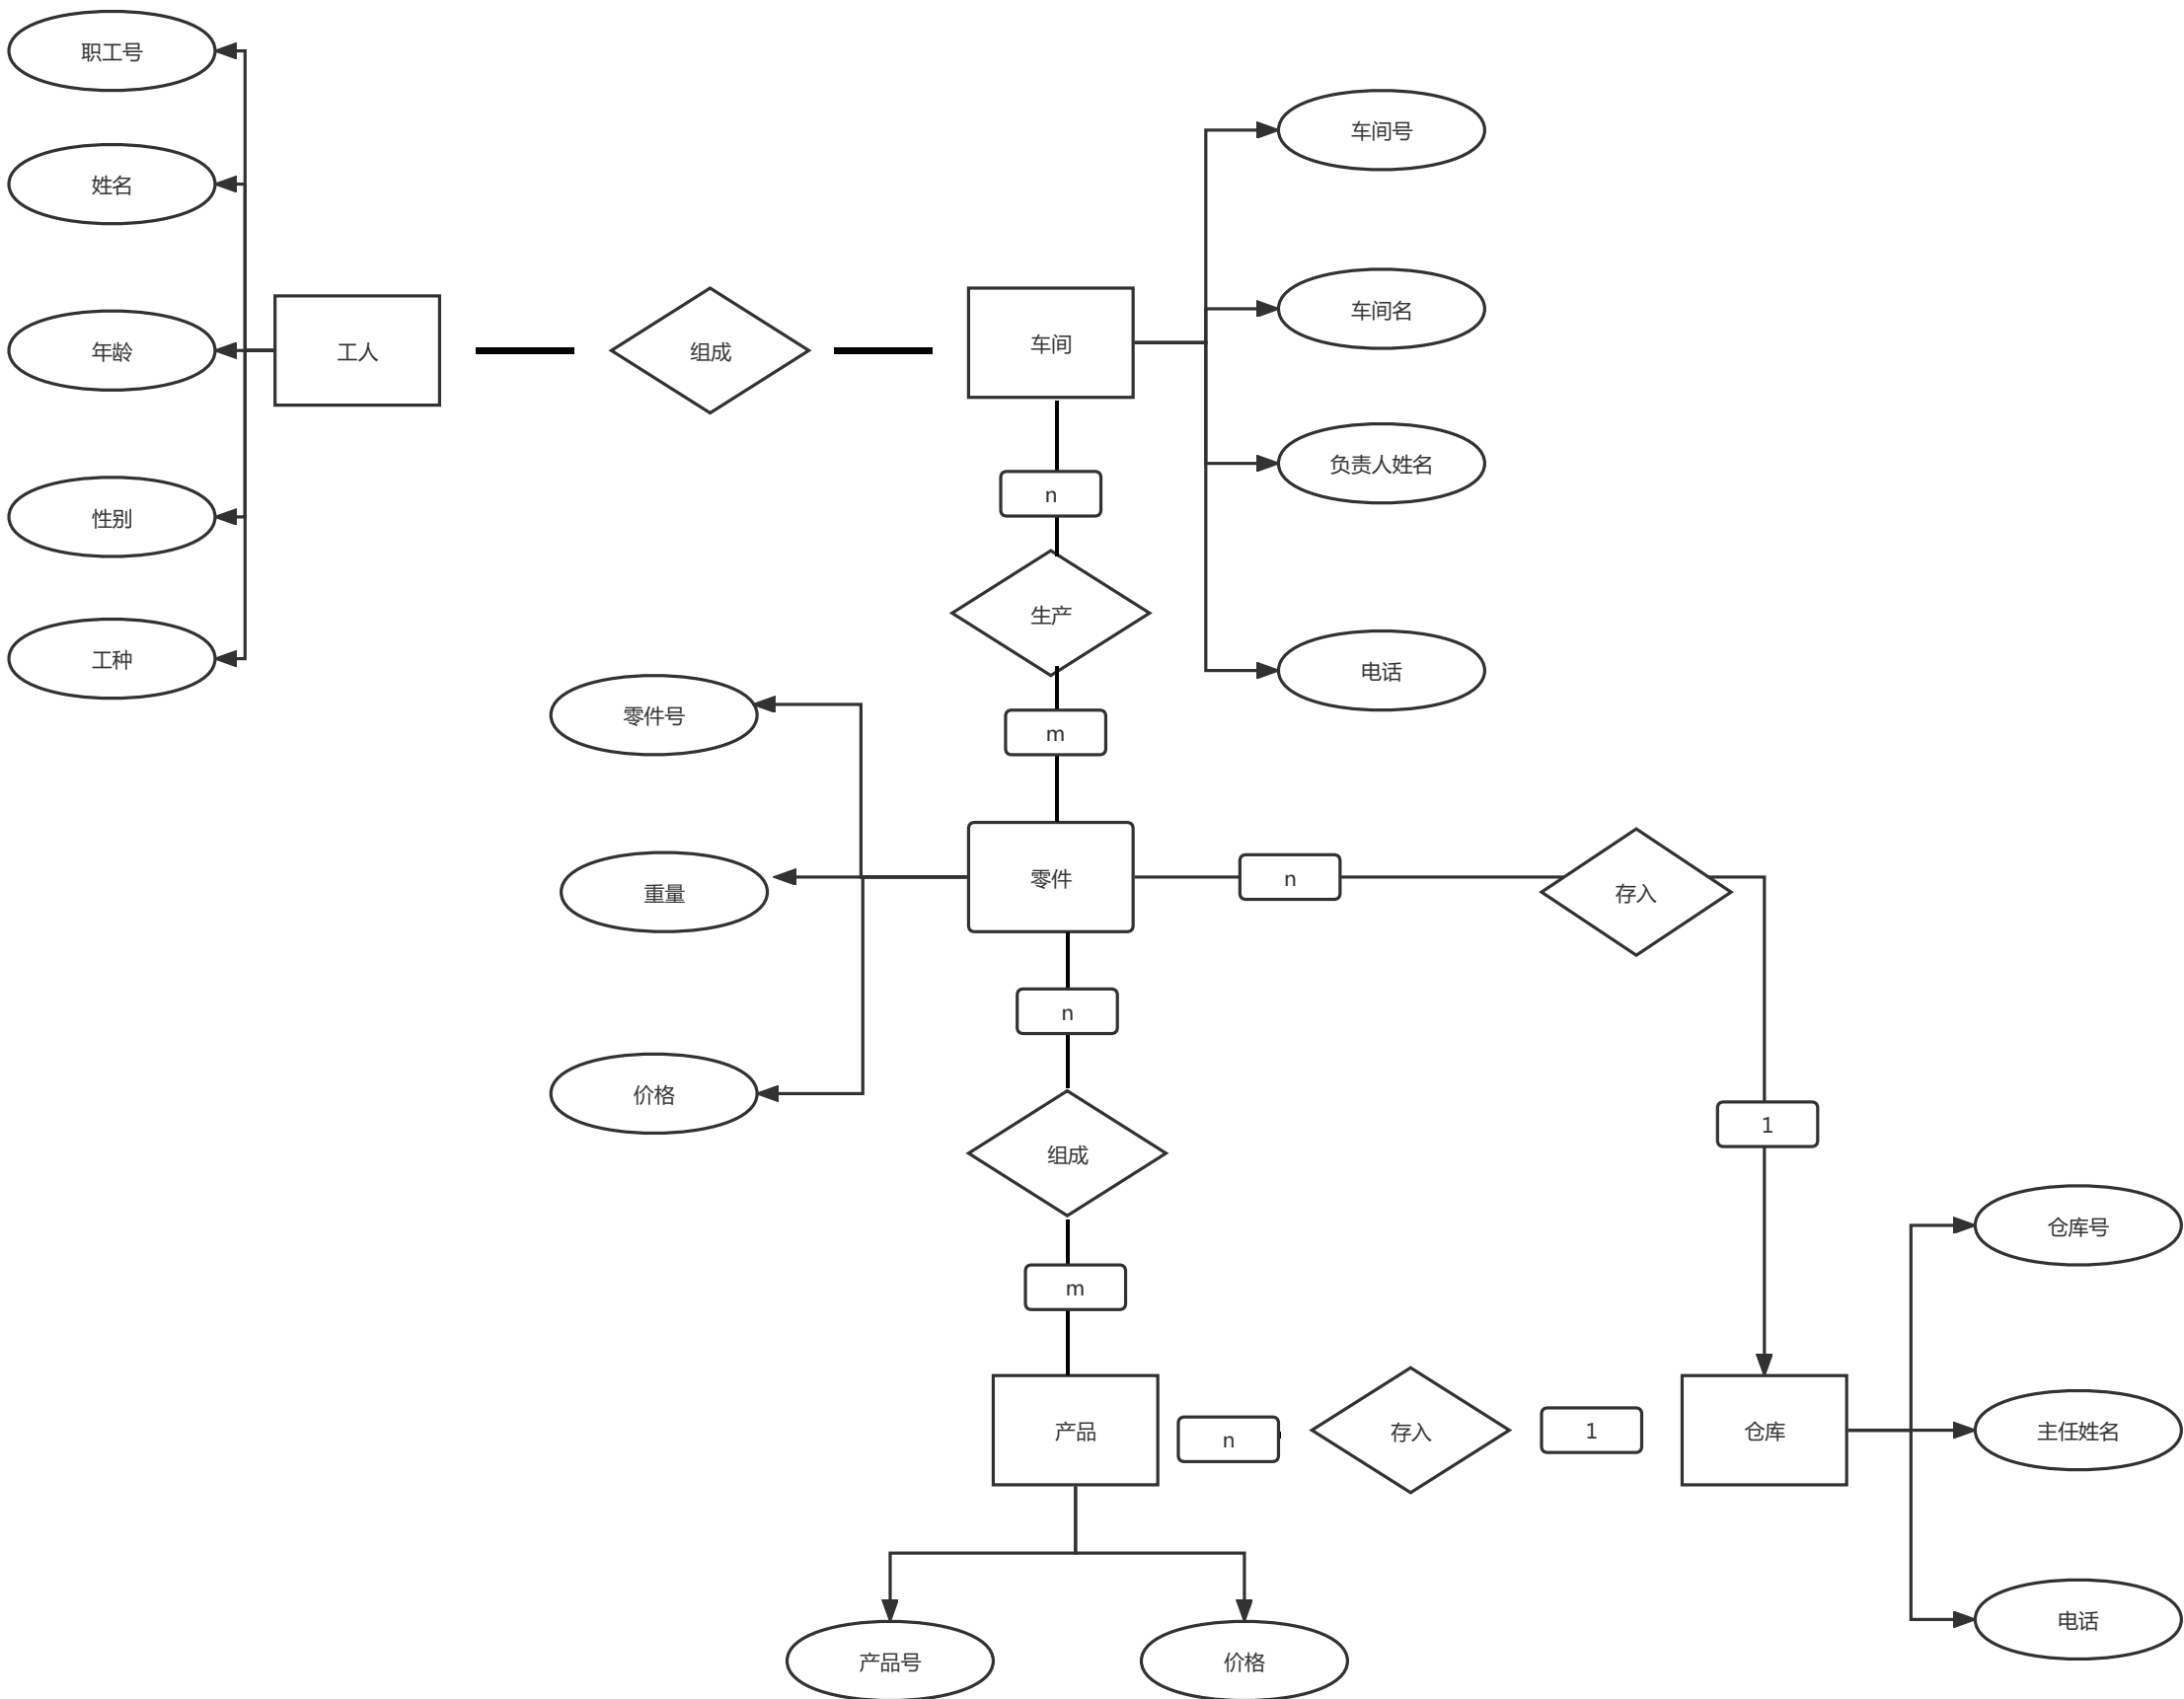 职工号
车间号
姓名
车间名
工人
组成
车间
年龄
负责人姓名
n
性别
生产
工种
电话
零件号
m
零件
n
存入
重量
n
价格
1
组成
仓库号
m
产品
n
存入
1
仓库
主任姓名
电话
产品号
价格